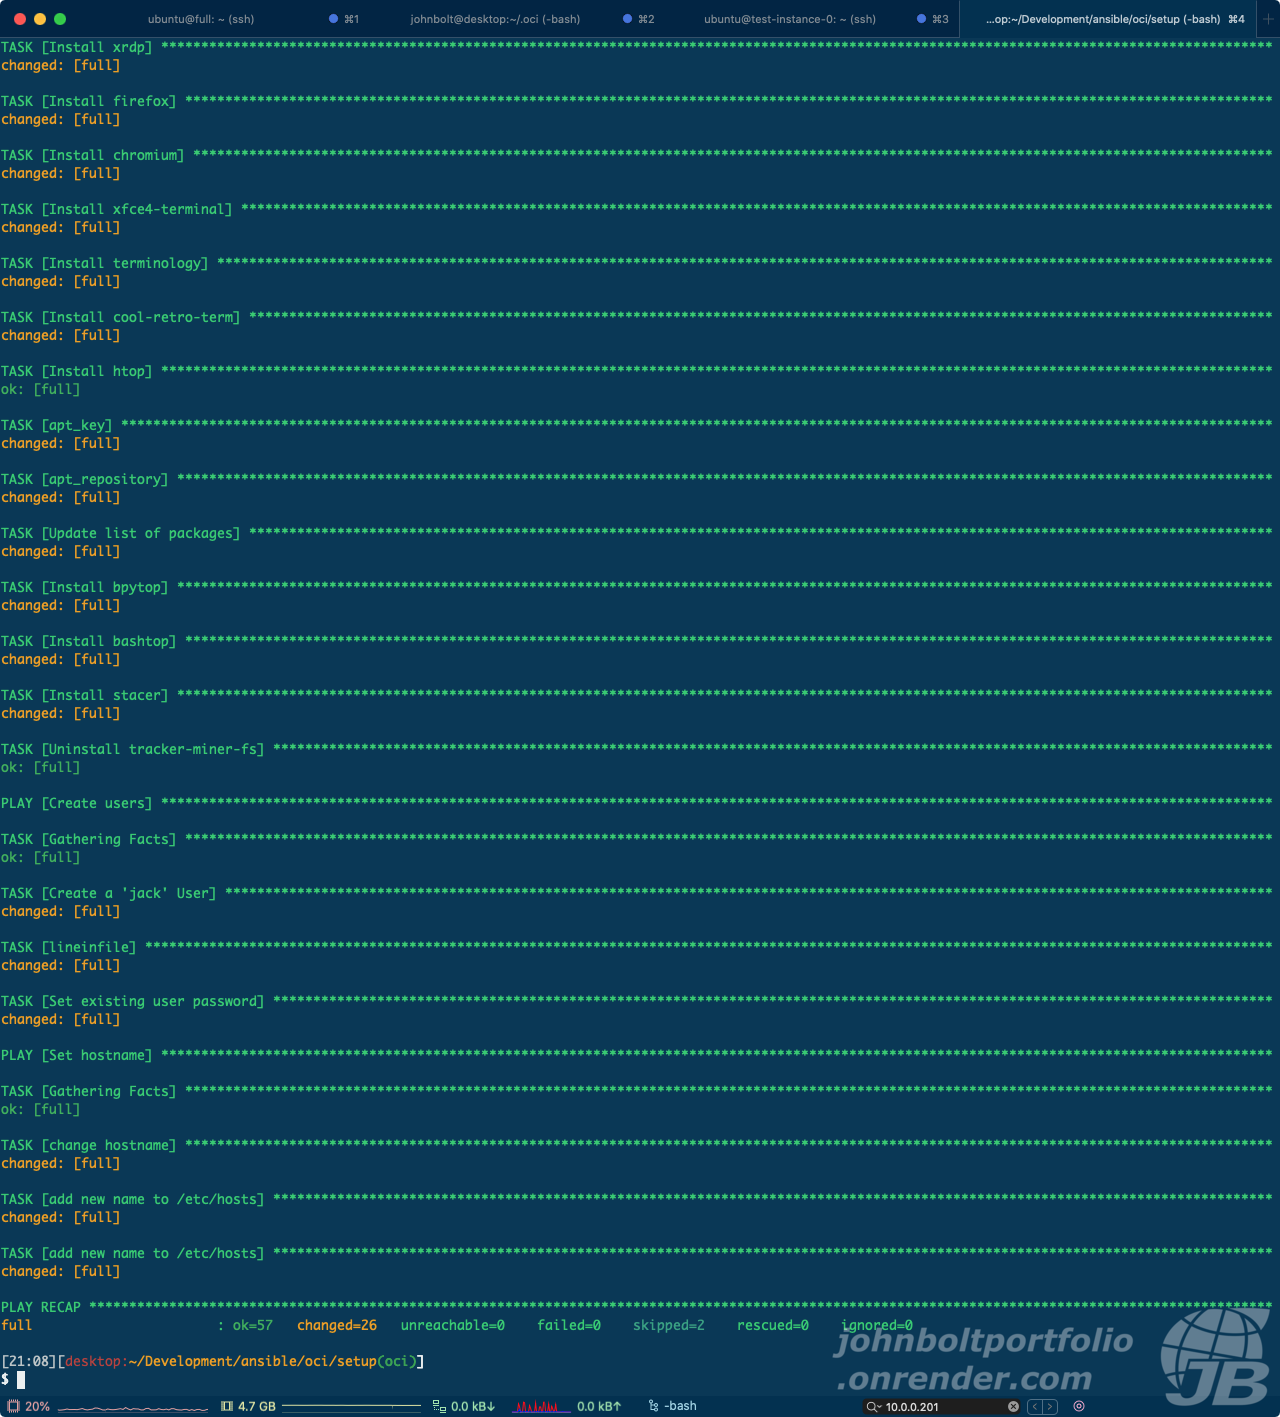 ubuntu@full: ~ (ssh) ⌘1 johnbolt@desktop:~/.oci (-bash) ⌘2 ubuntu@test-instance-0: ~ (ssh) ⌘3 ...op:~/Development/ansible/oci/setup (-bash) ⌘4
TASK [Install xrdp] *******************************************************************************************************************************************
changed: [full]
TASK [Install firefox] ****************************************************************************************************************************************
changed: [full]
TASK [Install chromium] ***************************************************************************************************************************************
changed: [full]
TASK [Install xfce4-terminal] *********************************************************************************************************************************
changed: [full]
TASK [Install terminology] ************************************************************************************************************************************
changed: [full]
TASK [Install cool-retro-term] ********************************************************************************************************************************
changed: [full]
TASK [Install htop] *******************************************************************************************************************************************
ok: [full]
TASK [apt_key] ************************************************************************************************************************************************
changed: [full]
TASK [apt_repository] *****************************************************************************************************************************************
changed: [full]
TASK [Update list of packages] ********************************************************************************************************************************
changed: [full]
TASK [Install bpytop] *****************************************************************************************************************************************
changed: [full]
TASK [Install bashtop] ****************************************************************************************************************************************
changed: [full]
TASK [Install stacer] *****************************************************************************************************************************************
changed: [full]
TASK [Uninstall tracker-miner-fs] *****************************************************************************************************************************
ok: [full]
PLAY [Create users] *******************************************************************************************************************************************
TASK [Gathering Facts] ****************************************************************************************************************************************
ok: [full]
TASK [Create a 'jack' User] ***********************************************************************************************************************************
changed: [full]
TASK [lineinfile] *********************************************************************************************************************************************
changed: [full]
TASK [Set existing user password] *****************************************************************************************************************************
changed: [full]
PLAY [Set hostname] *******************************************************************************************************************************************
TASK [Gathering Facts] ****************************************************************************************************************************************
ok: [full]
TASK [change hostname] ****************************************************************************************************************************************
changed: [full]
TASK [add new name to /etc/hosts] *****************************************************************************************************************************
changed: [full]
TASK [add new name to /etc/hosts] *****************************************************************************************************************************
changed: [full]
PLAY RECAP ****************************************************************************************************************************************************
full : ok=57 changed=26 unreachable=0 failed=0 skipped=2 rescued=0 ignored=0
johnboltportfolio
.onrender.com
JB
[21:08][desktop:~/Development/ansible/oci/setup(oci)]
$
20% 4.7 GB 0.0 kB↓ 0.0 kB↑ -bash 10.0.0.201